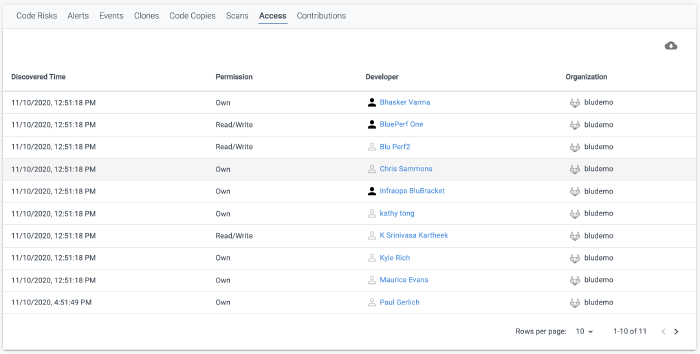 Code Risks Alerts Events Clones Code Copies Scans Access Contributions
Discovered Time Permission Developer Organization
11/10/2020, 12:51:18 PM Own Bhasker Varma bludemo
11/10/2020, 12:51:18 PM Read/Write BluePerf One bludemo
11/10/2020, 12:51:18 PM Read/Write Blu Perf2 bludemo
11/10/2020, 12:51:18 PM Own Chris Sammons bludemo
11/10/2020, 12:51:18 PM Own Infraops BluBracket bludemo
11/10/2020, 12:51:18 PM Own kathy tong bludemo
11/10/2020, 12:51:18 PM Read/Write K Srinivasa Kartheek bludemo
11/10/2020, 12:51:18 PM Own Kyle Rich bludemo
11/10/2020, 12:51:18 PM Own Maurice Evans bludemo
11/10/2020, 4:51:49 PM Own Paul Gerlich bludemo
Rows per page: 10 1-10 of 11